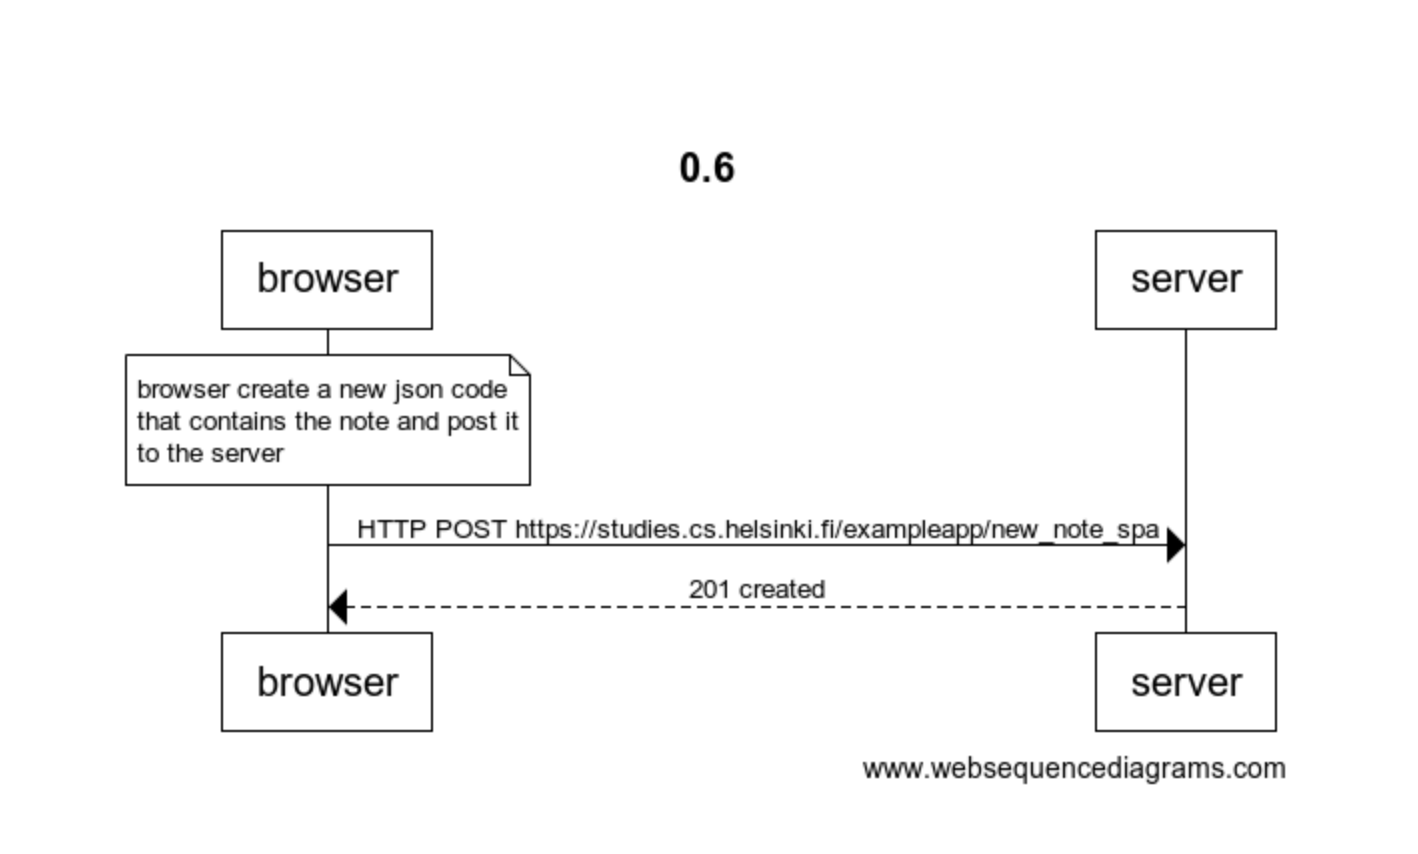 0.6
browser
server
browser create a new json code
that contains the note and post it
to the server
HTTP POST https://studies.cs.helsinki.fi/exampleapp/new_note_spa
201 created
browser
server
www.websequencediagrams.com